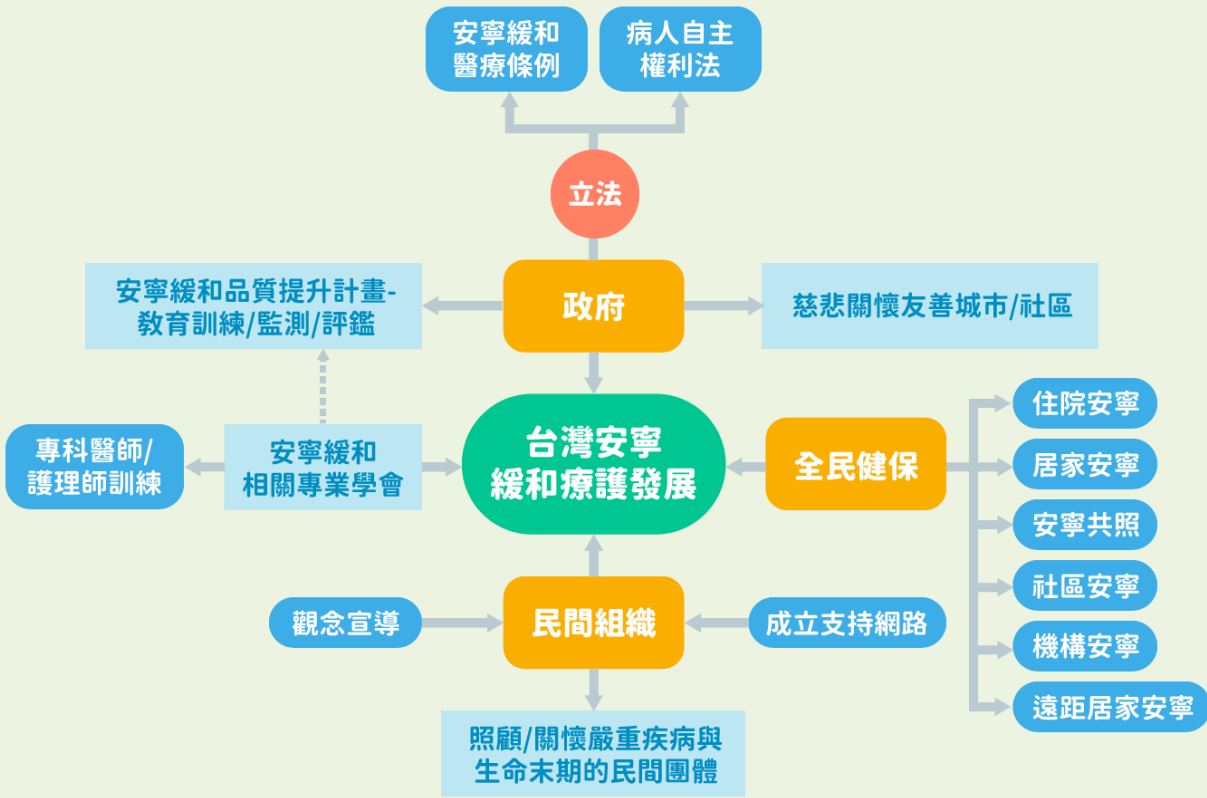 安寧緩和
醫療條例
病人自主
權利法
立法
安寧緩和品質提升計畫-
教育訓練/監測/評鑑
政府
慈悲關懷友善城市/社區
專科醫師/
護理師訓練
安寧緩和
相關專業學會
台灣安寧
緩和療護發展
全民健保
住院安寧
居家安寧
安寧共照
社區安寧
機構安寧
遠距居家安寧
觀念宣導
民間組織
成立支持網路
照顧/關懷嚴重疾病與
生命末期的民間團體